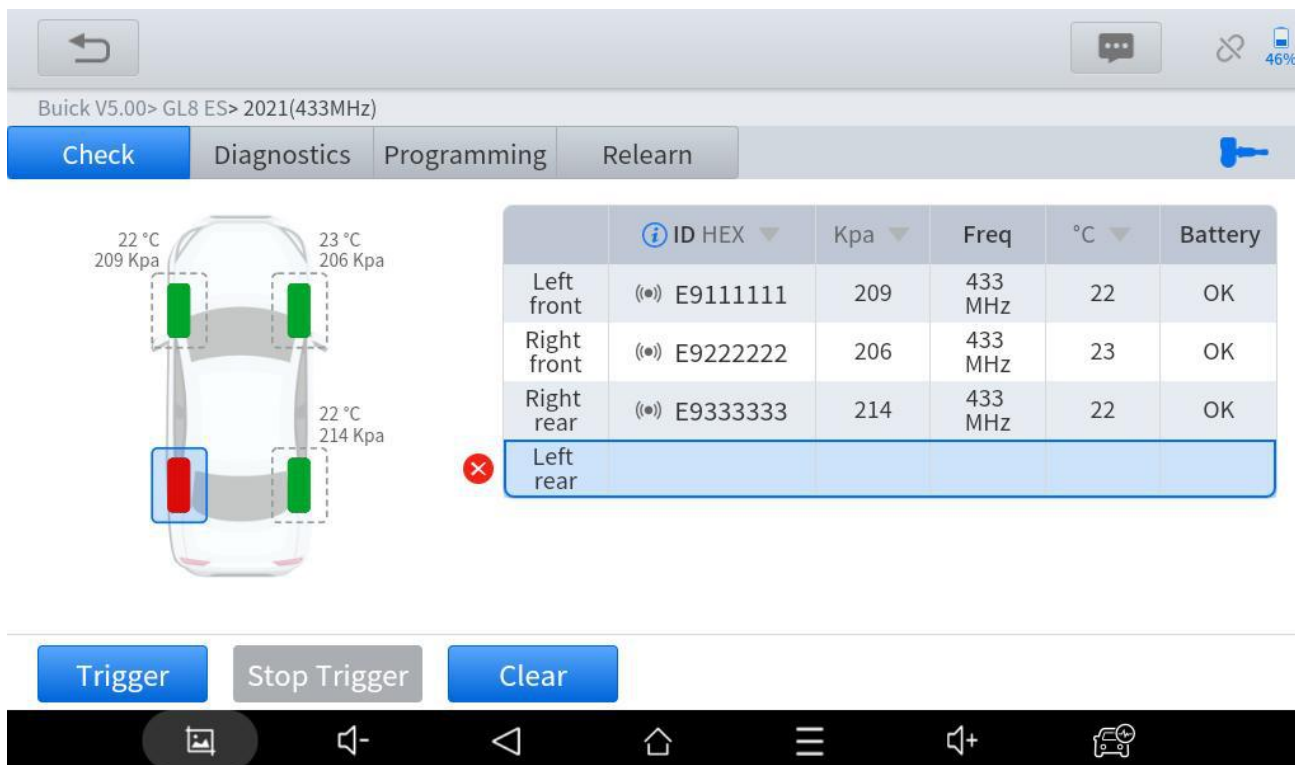 46%
Buick V5.00> GL8 ES> 2021(433MHz)
Check Diagnostics Programming Relearn
22 °C
209 Kpa
23 °C
206 Kpa
22 °C
214 Kpa
i ID HEX Kpa Freq °C Battery
Left front E9111111 209 433 MHz 22 OK
Right front E9222222 206 433 MHz 23 OK
Right rear E9333333 214 433 MHz 22 OK
Left rear
Trigger Stop Trigger Clear